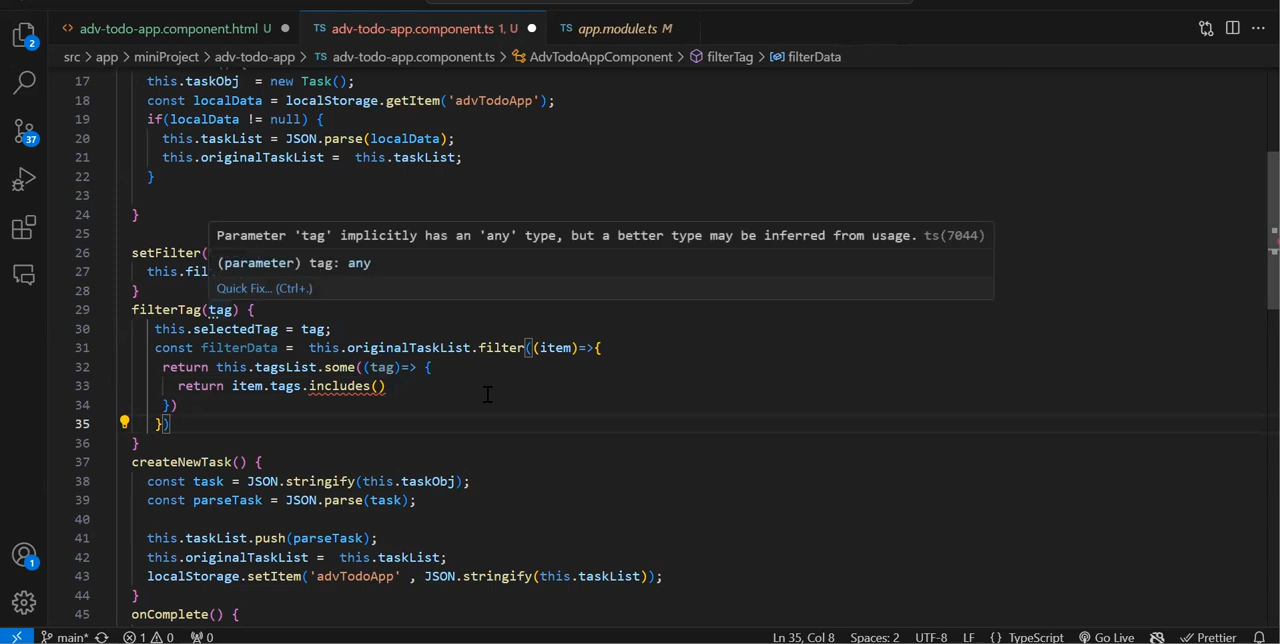 adv-todo-app.component.html U
TS adv-todo-app.component.ts 1, U
TS app.module.ts M
src > app > miniProject > adv-todo-app > TS adv-todo-app.component.ts > AdvTodoAppComponent > filterTag > filterData
17 this.taskObj = new Task();
18 const localData = localStorage.getItem('advTodoApp');
19 if(localData != null) {
20 this.taskList = JSON.parse(localData);
21 this.originalTaskList = this.taskList;
22 }
23
24 }
25
Parameter 'tag' implicitly has an 'any' type, but a better type may be inferred from usage. ts(7044)
26 setFilter(
(parameter) tag: any
27 this.fil
Quick Fix... (Ctrl+.)
28 }
29 filterTag(tag) {
30 this.selectedTag = tag;
31 const filterData = this.originalTaskList.filter((item)=>{
32 return this.tagsList.some((tag)=> {
33 return item.tags.includes()
34 })
35 })
36 }
37 createNewTask() {
38 const task = JSON.stringify(this.taskObj);
39 const parseTask = JSON.parse(task);
40
41 this.taskList.push(parseTask);
42 this.originalTaskList = this.taskList;
43 localStorage.setItem('advTodoApp' , JSON.stringify(this.taskList));
44 }
45 onComplete() {
2
37
1
main* 1 0 0 Ln 35, Col 8 Spaces: 2 UTF-8 LF {} TypeScript Go Live Prettier